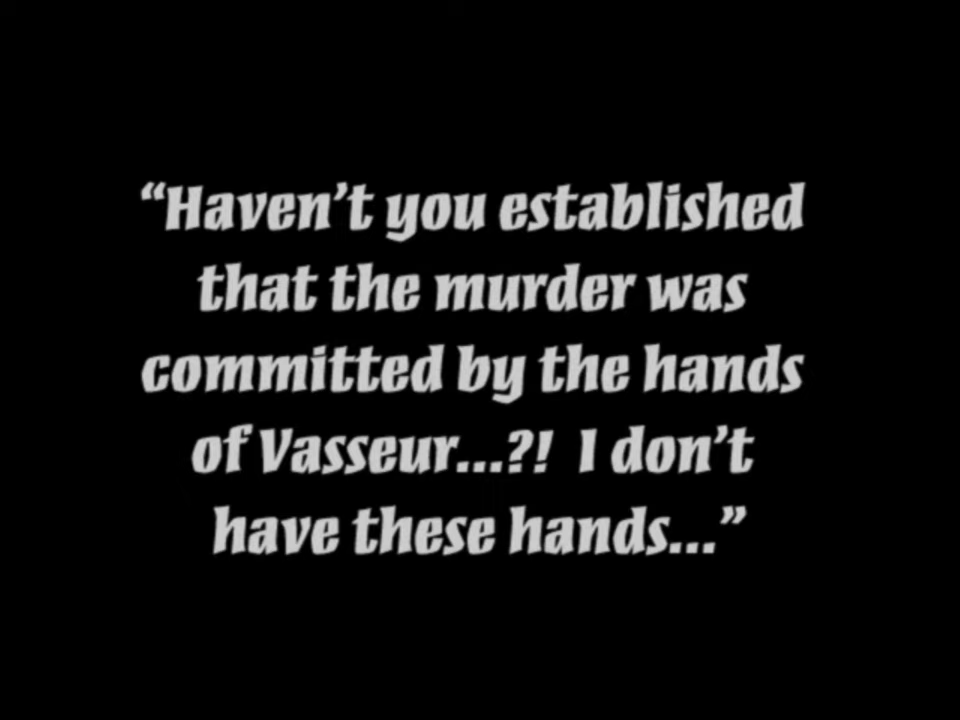 “Haven’t you established
that the murder was
committed by the hands
of Vasseur...?!  I don’t
have these hands...”